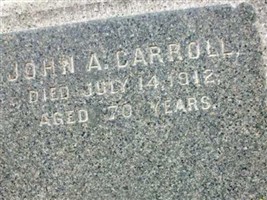 JOHN A. CARROLL,
DIED JULY 14, 1912,
AGED 70 YEARS.